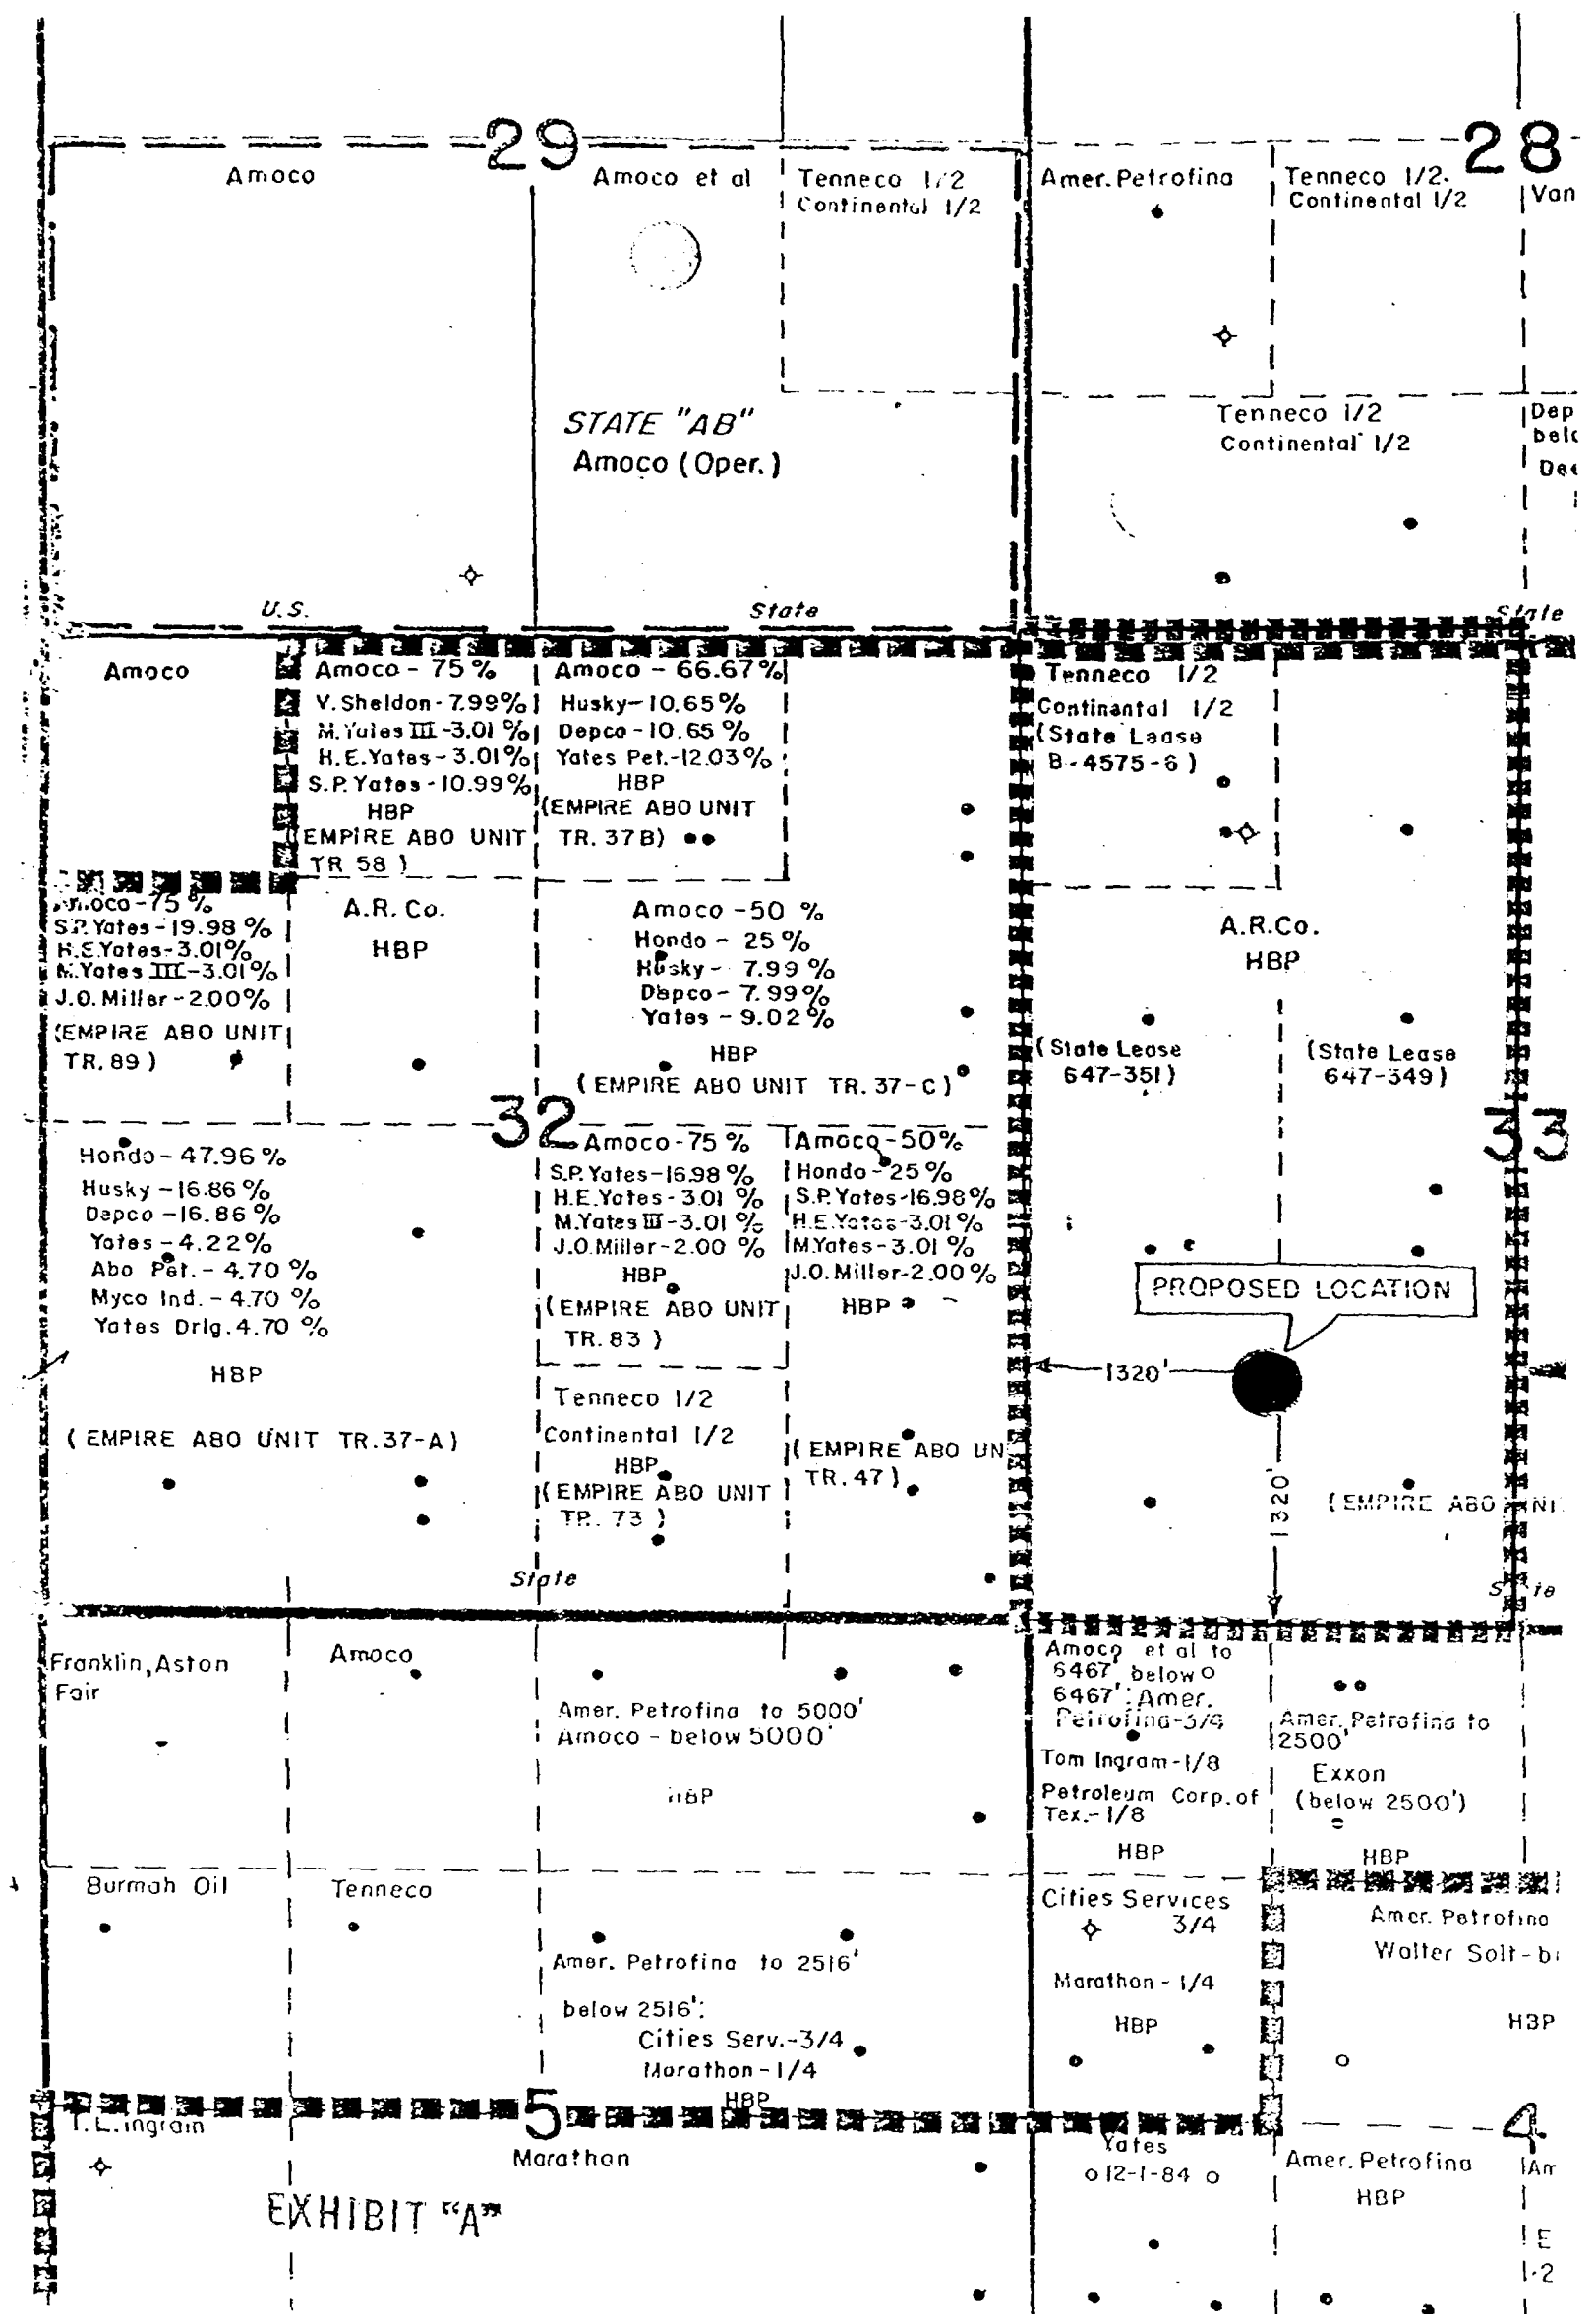 29
28
Amoco
Amoco et al
Tenneco 1/2
Continental 1/2
Amer. Petrofina
Tenneco 1/2.
Continental 1/2
Van
STATE "AB"
Amoco (Oper.)
Tenneco 1/2
Continental 1/2
Dep
belo
U.S.
State
State
Amoco
Amoco - 75 %
V. Sheldon - 7.99%
M. Yates III - 3.01 %
H.E. Yates - 3.01%
S.P. Yates - 10.99%
HBP
(EMPIRE ABO UNIT
TR 58 )
Amoco - 66.67%
Husky - 10.65%
Depco - 10.65 %
Yates Pet. - 12.03%
HBP
(EMPIRE ABO UNIT
TR. 37B)
Tenneco 1/2
Continantal 1/2
(State Lease
B-4575-6 )
Amoco - 75 %
S.P. Yates - 19.98 %
H.E. Yates - 3.01%
M. Yates III - 3.01%
J.O. Miller - 2.00%
(EMPIRE ABO UNIT
TR. 89 )
A.R. Co.
HBP
Amoco - 50 %
Hondo - 25 %
Husky - 7.99 %
Depco - 7.99%
Yates - 9.02%
HBP
( EMPIRE ABO UNIT TR. 37-C )
A.R.Co.
HBP
(State Lease
647-351)
(State Lease
647-349)
32
33
Hondo - 47.96 %
Husky - 16.86 %
Depco - 16.86 %
Yates - 4.22%
Abo Pet. - 4.70 %
Myco Ind. - 4.70 %
Yates Drlg. 4.70 %
HBP
( EMPIRE ABO UNIT TR. 37-A )
Amoco - 75 %
S.P. Yates - 16.98 %
H.E. Yates - 3.01 %
M. Yates III - 3.01 %
J.O. Miller - 2.00 %
HBP
(EMPIRE ABO UNIT
TR. 83 )
Amoco - 50%
Hondo - 25 %
S.P. Yates - 16.98%
H.E. Yates - 3.01%
M. Yates - 3.01 %
J.O. Miller - 2.00%
HBP
PROPOSED LOCATION
1320'
1320'
Tenneco 1/2
Continental 1/2
HBP
(EMPIRE ABO UNIT
TR. 73 )
( EMPIRE ABO UN
TR. 47 )
(EMPIRE ABO UNI
State
State
Franklin, Aston
Fair
Amoco
Amer. Petrofina to 5000'
Amoco - below 5000'
HBP
Amoco et al to
6467' below
6467': Amer.
Petrofina - 3/4
Tom Ingram - 1/8
Petroleum Corp. of
Tex. - 1/8
HBP
Amer. Petrofina to
2500'
Exxon
(below 2500')
HBP
Burmah Oil
Tenneco
Amer. Petrofina to 2516'
below 2516':
Cities Serv. - 3/4
Marathon - 1/4
HBP
Cities Services
3/4
Marathon - 1/4
HBP
Amer. Petrofina
Walter Solt -
HBP
5
4
T. L. Ingram
Marathon
Yates
12-1-84
Amer. Petrofina
HBP
Am
E
1-2
EXHIBIT "A"